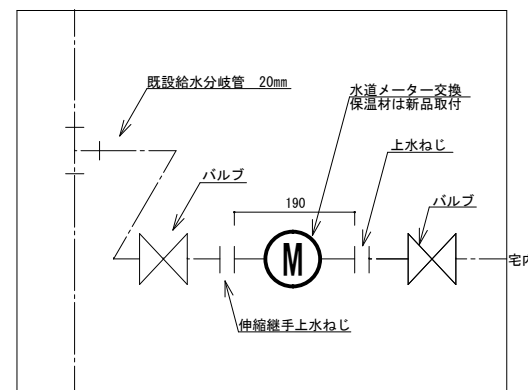 既設給水分岐管 20mm
水道メーター交換
保温材は新品取付
上水ねじ
バルブ
190
バルブ
M
宅内
伸縮継手上水ねじ